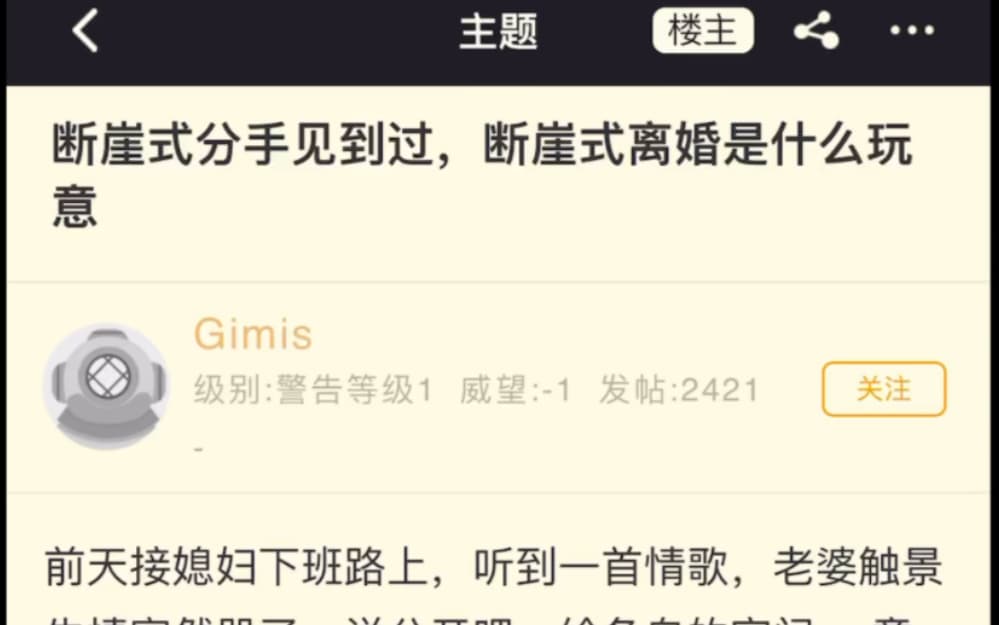 主题
楼主
断崖式分手见到过，断崖式离婚是什么玩
意
Gimis
级别:警告等级1 威望:-1 发帖:2421
关注
-
前天接媳妇下班路上，听到一首情歌，老婆触景